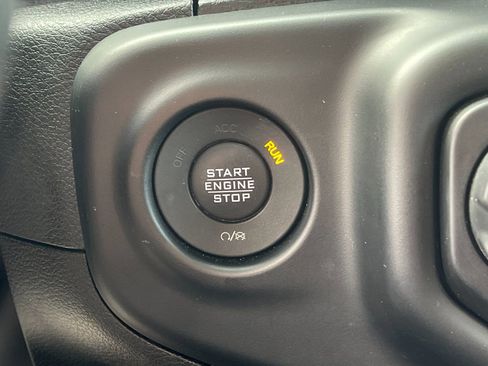 OFF ACC RUN
START
ENGINE
STOP